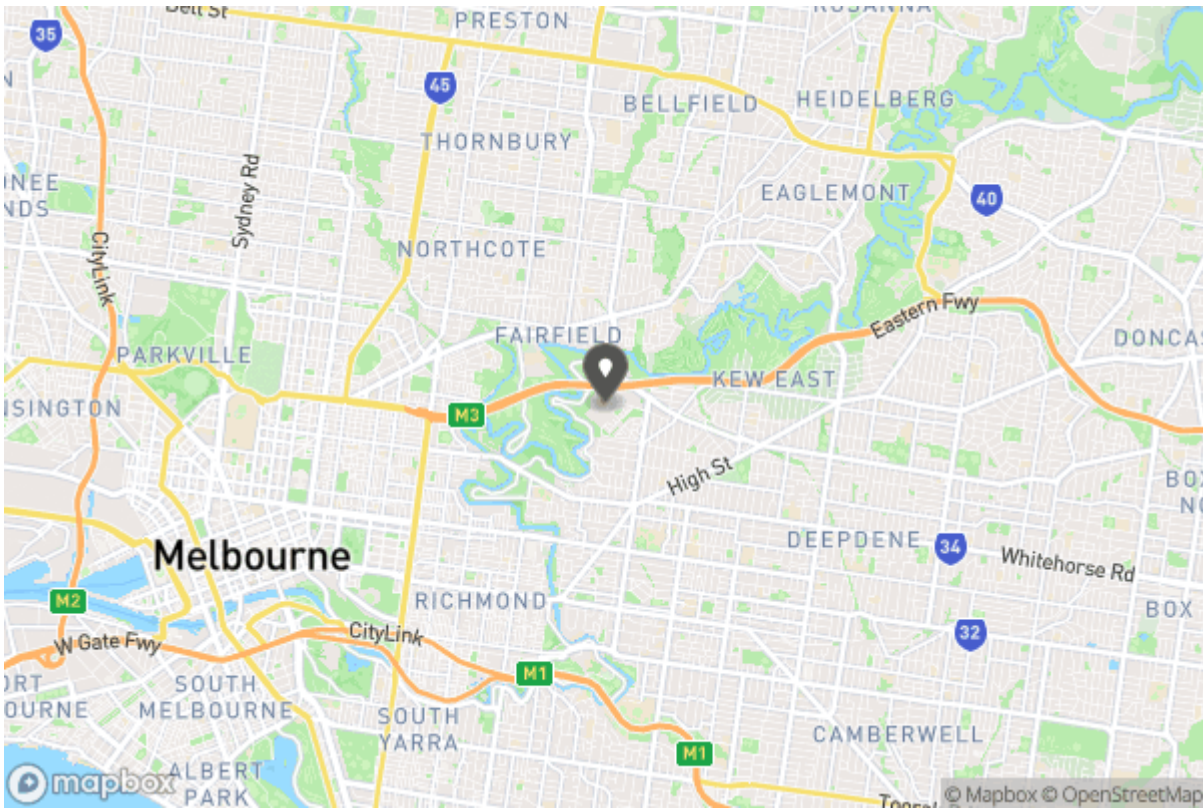 Bell St
PRESTON
ROSANNA
35
45
BELLFIELD
HEIDELBERG
THORNBURY
Sydney Rd
EAGLEMONT
40
NORTHCOTE
CityLink
Eastern Fwy
FAIRFIELD
PARKVILLE
KEW EAST
M3
High St
DEEPDENE
34
Whitehorse Rd
Melbourne
M2
RICHMOND
BOX
CityLink
W Gate Fwy
32
M1
SOUTH
MELBOURNE
SOUTH
YARRA
CAMBERWELL
M1
mapbox
ALBERT
PARK
© Mapbox © OpenStreetMap